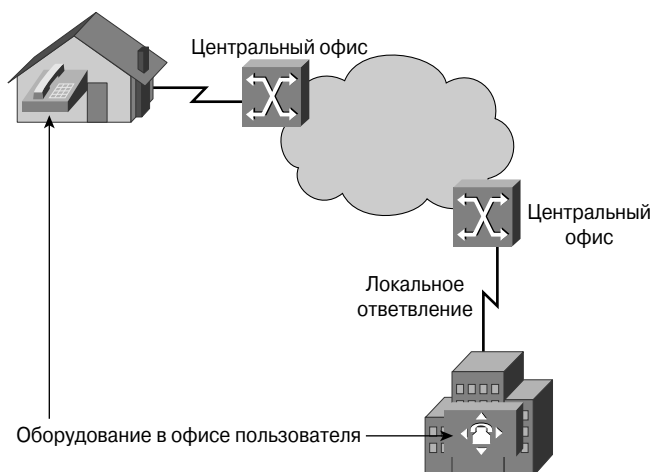 Центральный офис
Центральный
офис
Локальное
ответвление
Оборудование в офисе пользователя